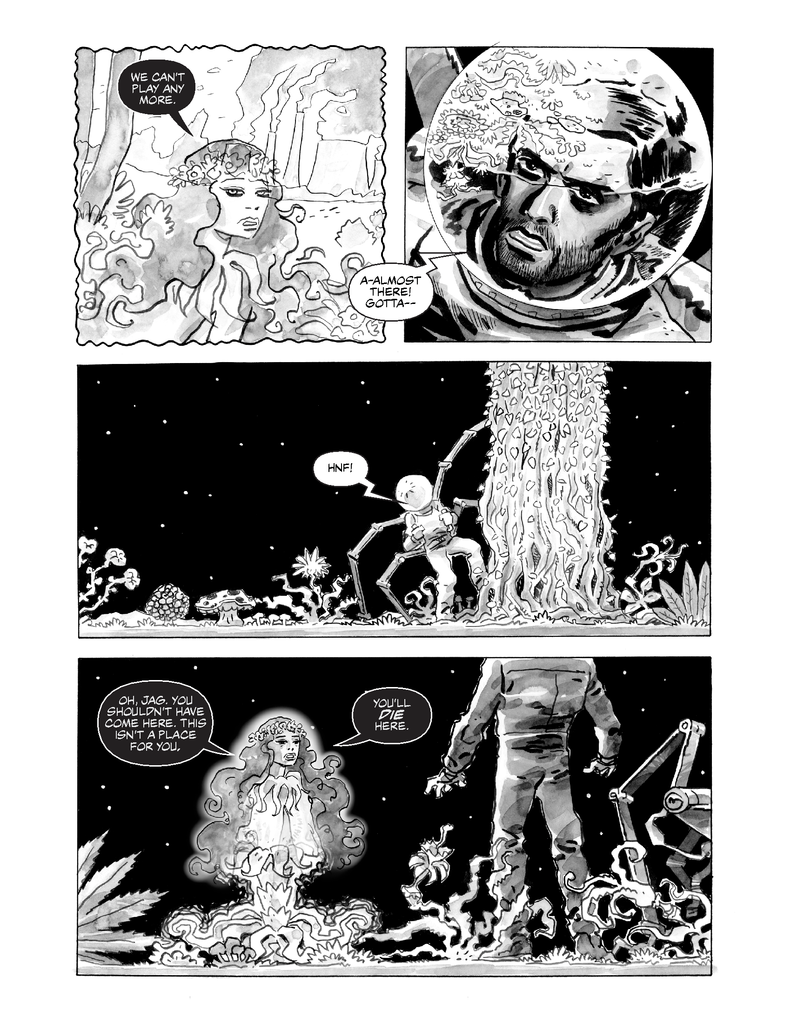 WE CAN'T
PLAY ANY
MORE.
A-ALMOST
THERE!
GOTTA--
HNF!
OH, JAG. YOU
SHOULDN'T HAVE
COME HERE. THIS
ISN'T A PLACE
FOR YOU,
YOU'LL
DIE
HERE.